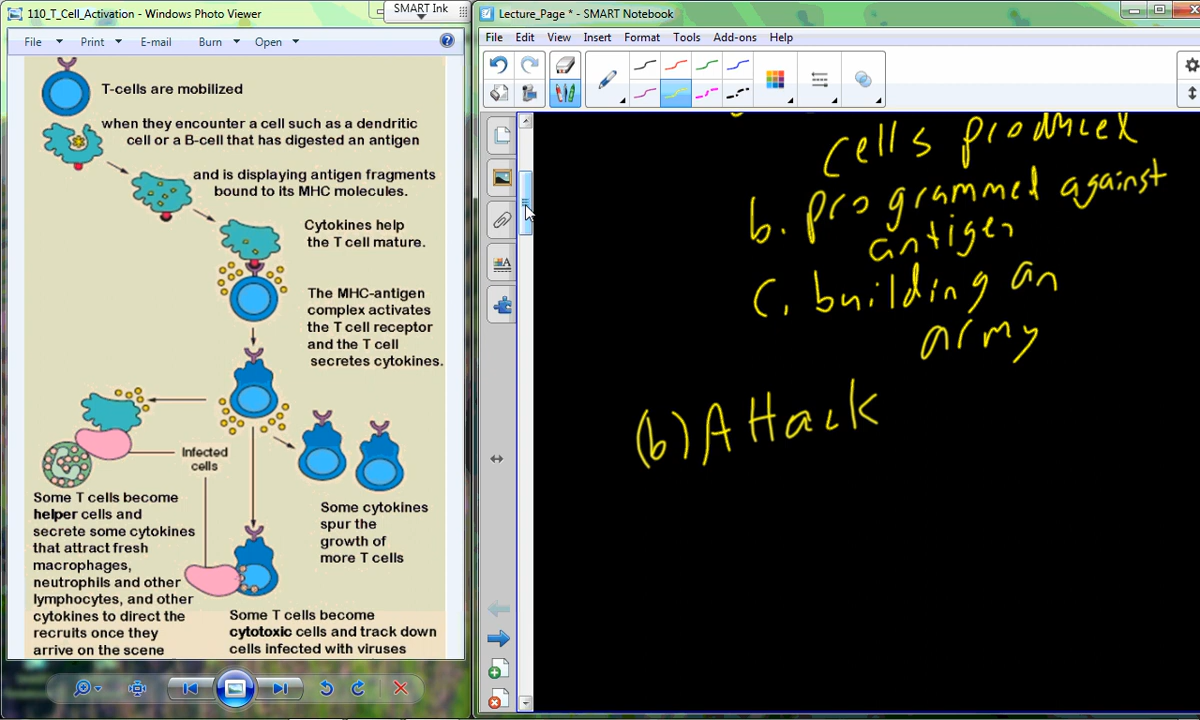 110_T_Cell_Activation - Windows Photo Viewer
SMART Ink
File Print E-mail Burn Open
T-cells are mobilized
when they encounter a cell such as a dendritic
cell or a B-cell that has digested an antigen
and is displaying antigen fragments
bound to its MHC molecules.
Cytokines help
the T cell mature.
The MHC-antigen
complex activates
the T cell receptor
and the T cell
secretes cytokines.
Infected
cells
Some T cells become
helper cells and
secrete some cytokines
that attract fresh
macrophages,
neutrophils and other
lymphocytes, and other
cytokines to direct the
recruits once they
arrive on the scene
Some cytokines
spur the
growth of
more T cells
Some T cells become
cytotoxic cells and track down
cells infected with viruses
Lecture_Page * - SMART Notebook
File Edit View Insert Format Tools Add-ons Help
cells produced
b. programmed against
antigen
c. building an
army
(b) Attack